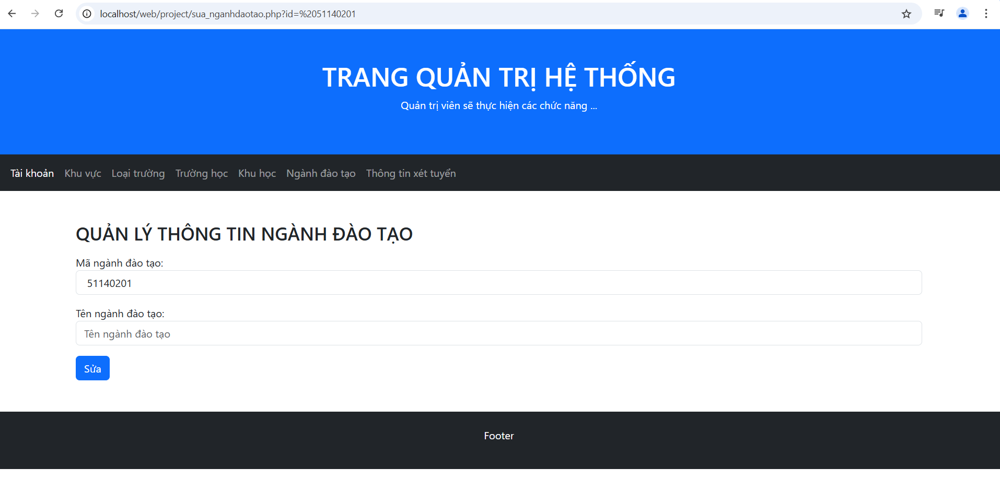 localhost/web/project/sua_nganhdaotao.php?id=%2051140201
TRANG QUẢN TRỊ HỆ THỐNG
Quản trị viên sẽ thực hiện các chức năng ...
Tài khoản Khu vực Loại trường Trường học Khu học Ngành đào tạo Thông tin xét tuyển
QUẢN LÝ THÔNG TIN NGÀNH ĐÀO TẠO
Mã ngành đào tạo:
51140201
Tên ngành đào tạo:
Tên ngành đào tạo
Sửa
Footer